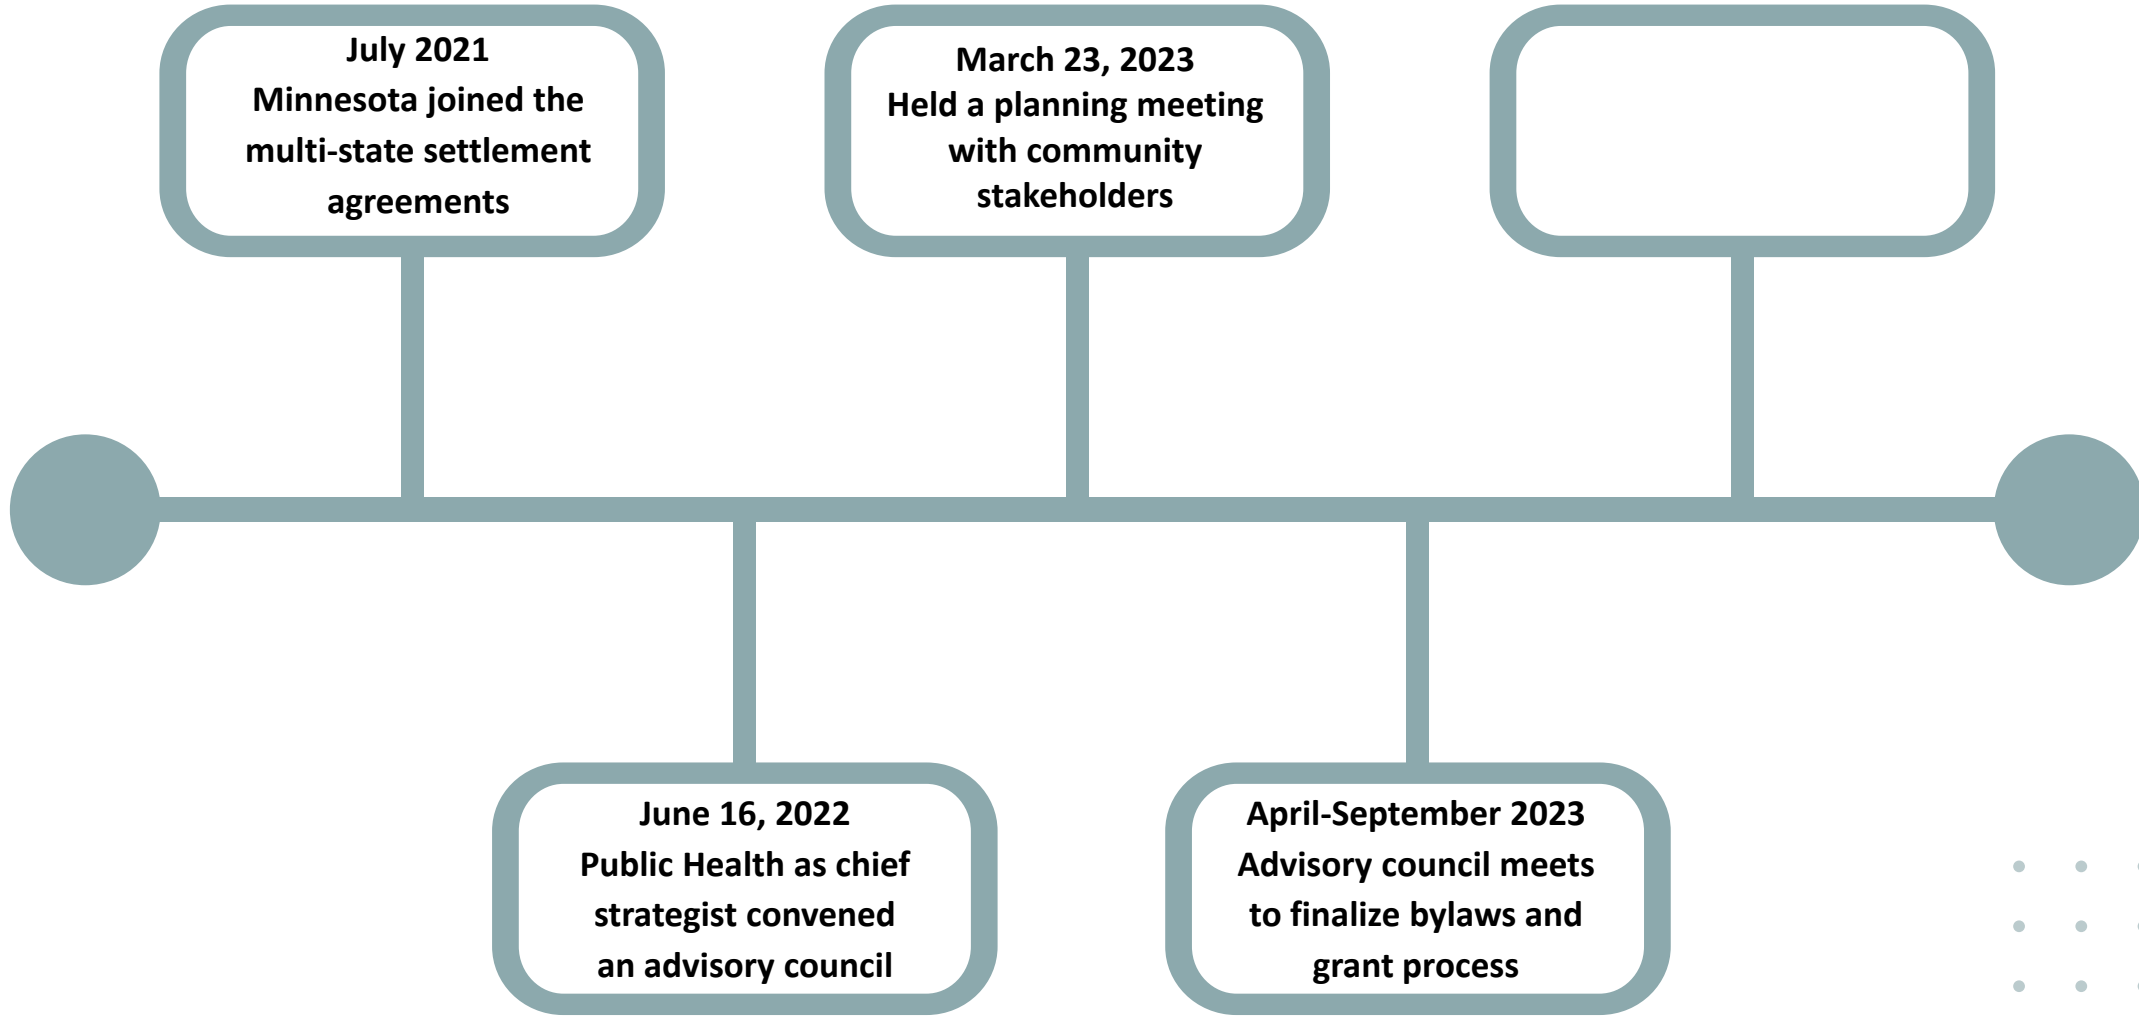 July 2021
Minnesota joined the
multi-state settlement
agreements
June 16, 2022
Public Health as chief
strategist convened
an advisory council
March 23, 2023
Held a planning meeting
with community
stakeholders
April-September 2023
Advisory council meets
to finalize bylaws and
grant process